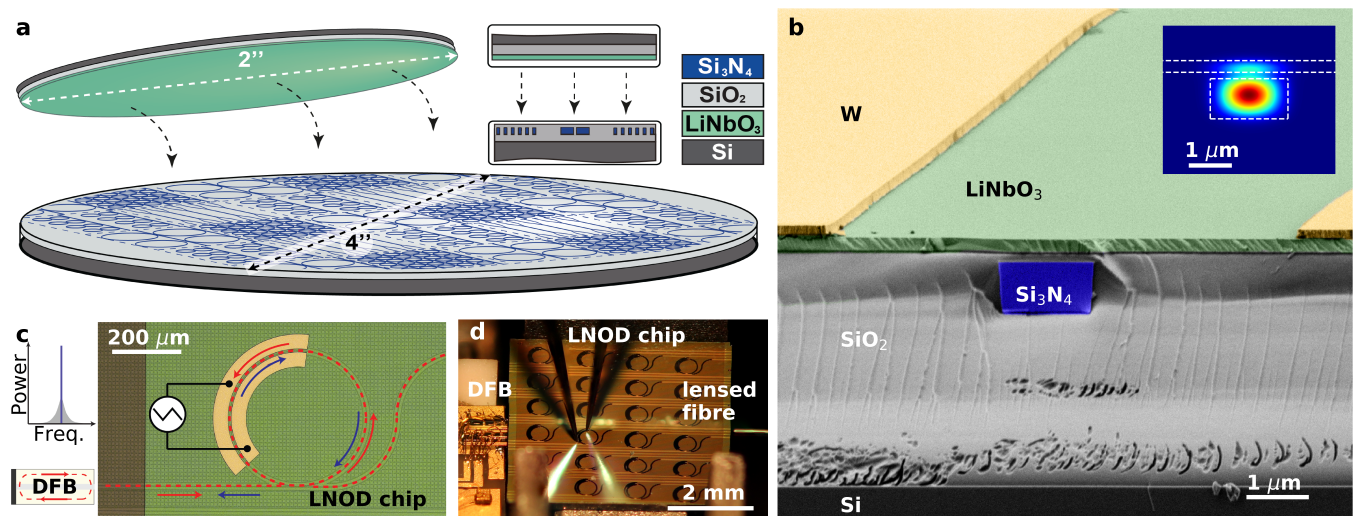 a
2’’
4’’
Si₃N₄
SiO₂
LiNbO₃
Si
b
W
LiNbO₃
1 μm
Si₃N₄
SiO₂
1 μm
Si
c
200 μm
Power
Freq.
DFB
LNOD chip
d
LNOD chip
DFB
lensed
fibre
2 mm